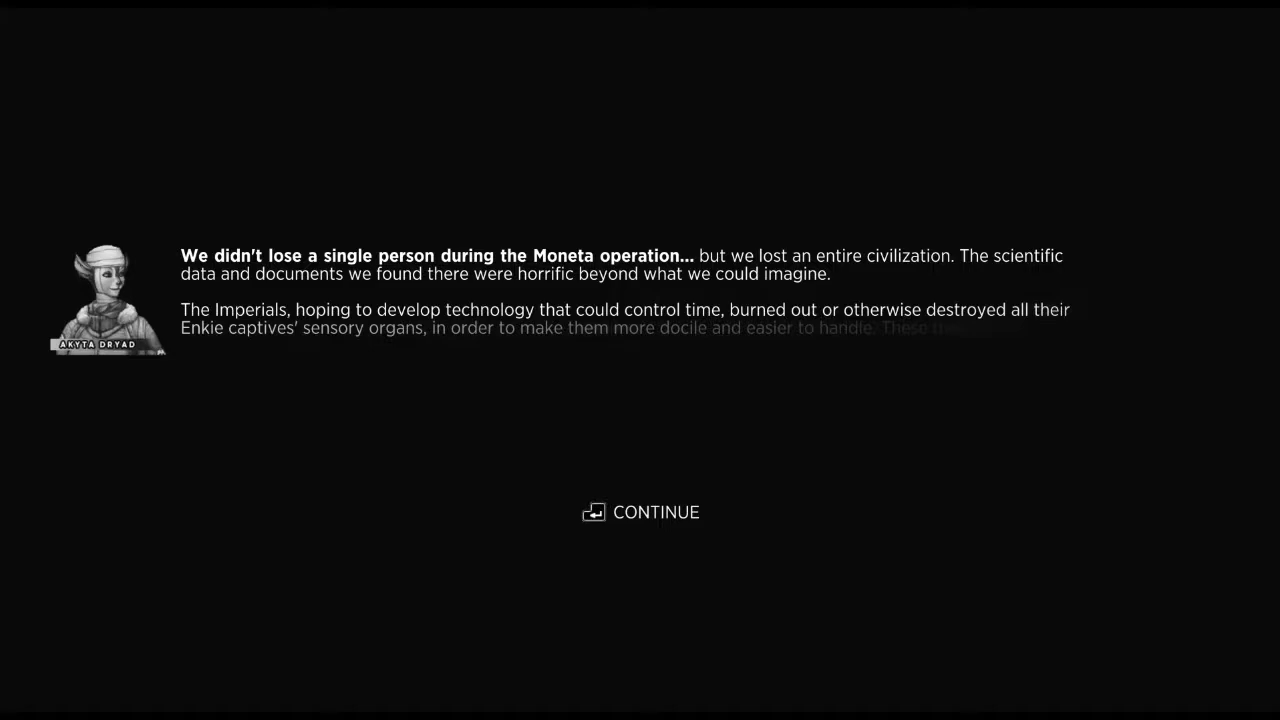 We didn't lose a single person during the Moneta operation... but we lost an entire civilization. The scientific
data and documents we found there were horrific beyond what we could imagine.
The Imperials, hoping to develop technology that could control time, burned out or otherwise destroyed all their
Enkie captives' sensory organs, in order to make them more docile and easier to handle. These
AKYTA DRYAD
CONTINUE